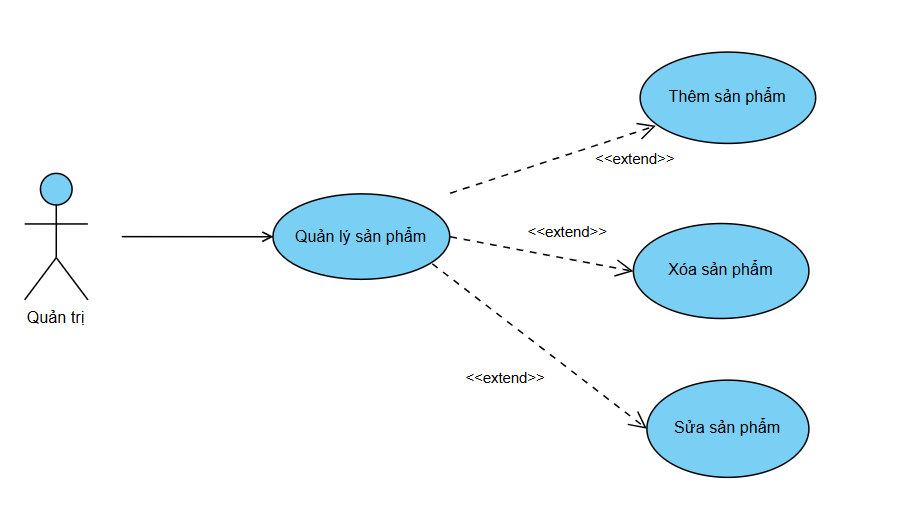 Thêm sản phẩm
<<extend>>
<<extend>>
Quản lý sản phẩm
Xóa sản phẩm
Quản trị
<<extend>>
Sửa sản phẩm